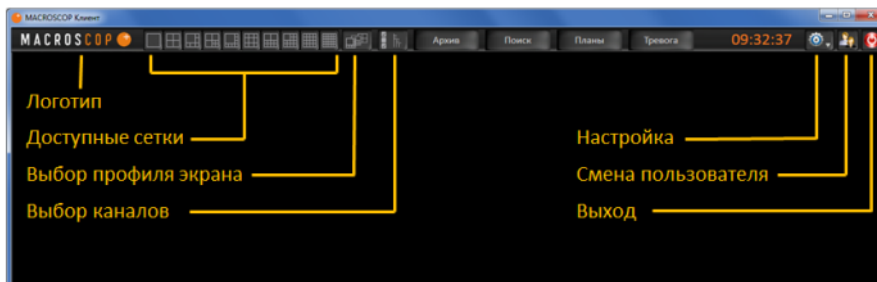 MACROSCOP Клиент
MACROSCOP Архив Поиск Планы Тревога 09:32:37
Логотип
Доступные сетки
Настройка
Выбор профиля экрана
Смена пользователя
Выбор каналов
Выход